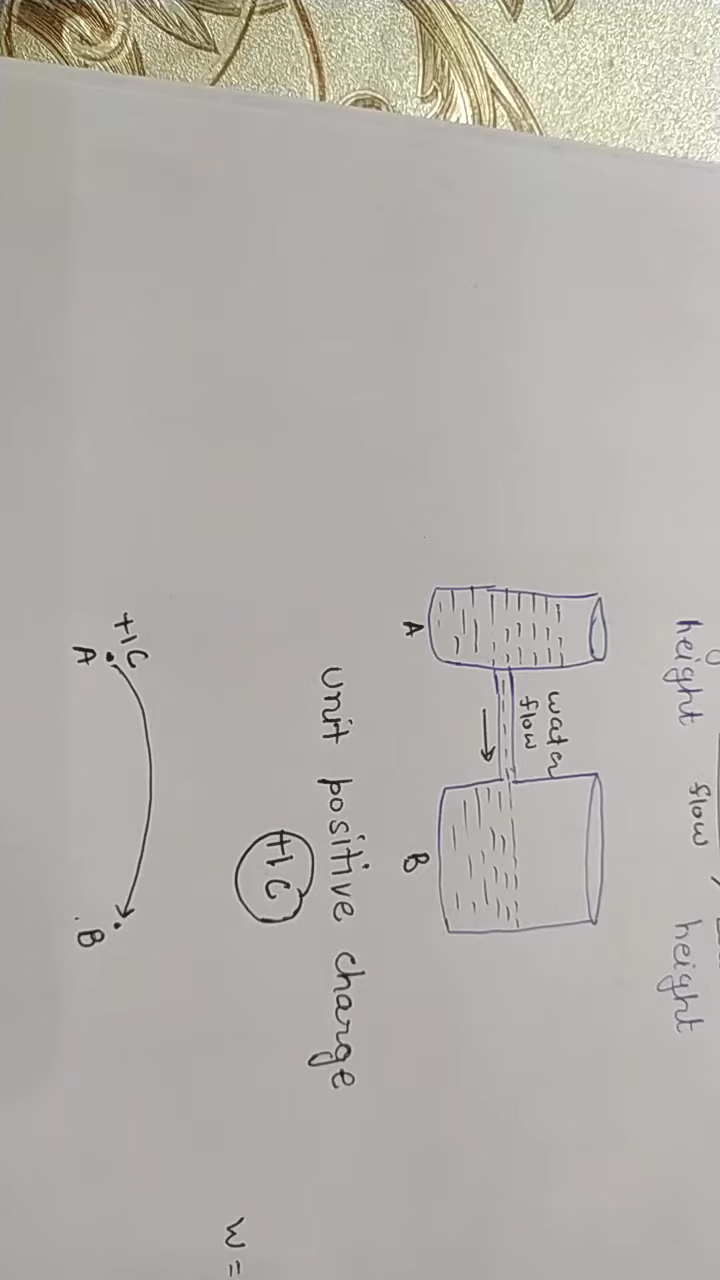 flow
height height
water
flow
A B
unit positive charge
+1C
+1C
A B
W =